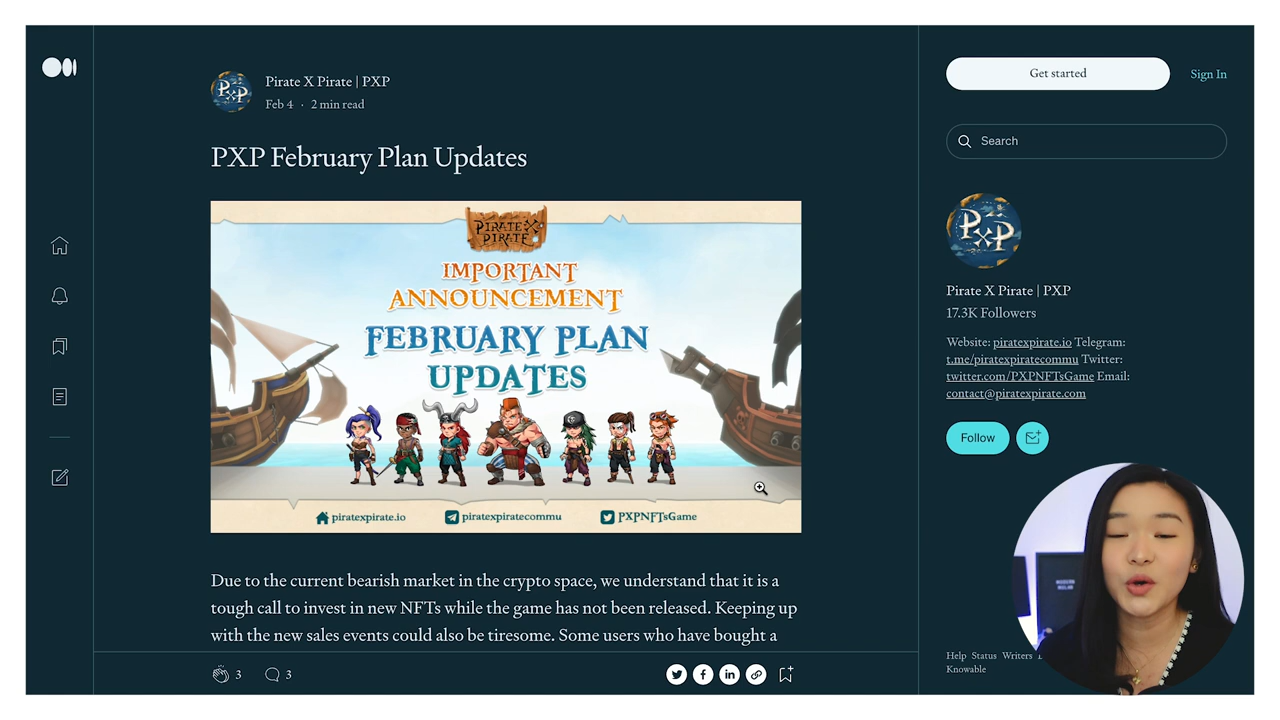 Pirate X Pirate | PXP
Feb 4 · 2 min read
PXP February Plan Updates
PIRATE X PIRATE
IMPORTANT
ANNOUNCEMENT
FEBRUARY PLAN
UPDATES
piratexpirate.io
piratexpiratecommu
PXPNFTsGame
Due to the current bearish market in the crypto space, we understand that it is a
tough call to invest in new NFTs while the game has not been released. Keeping up
with the new sales events could also be tiresome. Some users who have bought a
3
3
Get started
Sign In
Search
PXP
Pirate X Pirate | PXP
17.3K Followers
Website: piratexpirate.io Telegram:
t.me/piratexpiratecommu Twitter:
twitter.com/PXPNFTsGame Email:
contact@piratexpirate.com
Follow
Help Status Writers
Knowable